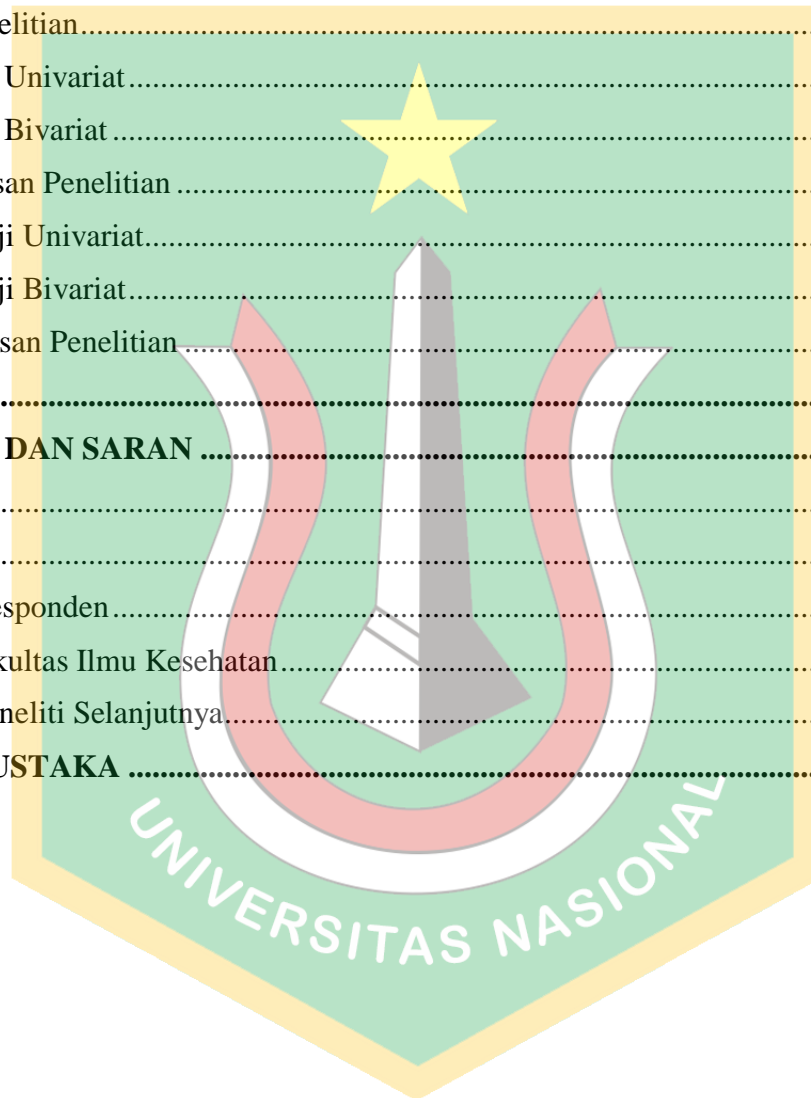 elitian....................................................................................................
Univariat..............................................................................................
Bivariat ................................................................................................
san Penelitian ........................................................................................
ji Univariat............................................................................................
ji Bivariat..............................................................................................
san Penelitian........................................................................................
..............................................................................................................
DAN SARAN ....................................................................................
..............................................................................................................
..............................................................................................................
esponden................................................................................................
kultas Ilmu Kesehatan............................................................................
neliti Selanjutnya...................................................................................
USTAKA ..............................................................................................
UNIVERSITAS NASIONAL